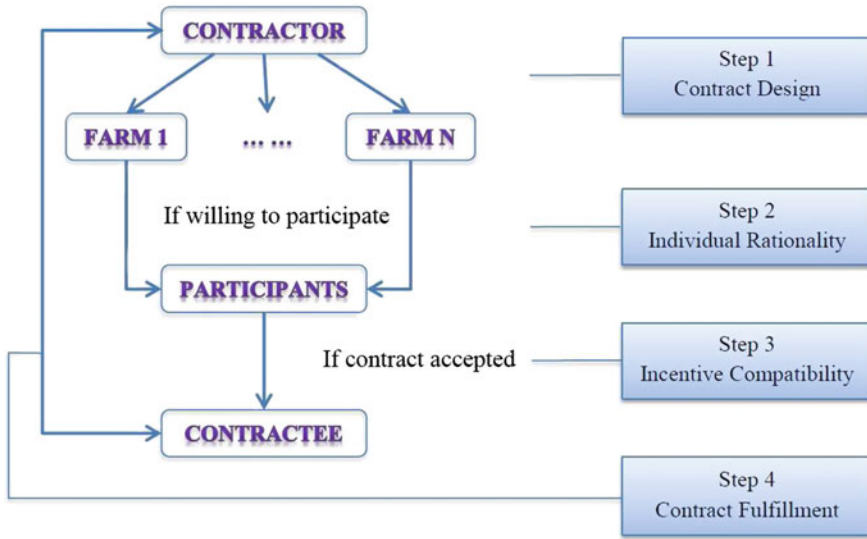 CONTRACTOR
Step 1
Contract Design
FARM 1
... ...
FARM N
If willing to participate
Step 2
Individual Rationality
PARTICIPANTS
If contract accepted
Step 3
Incentive Compatibility
CONTRACTEE
Step 4
Contract Fulfillment